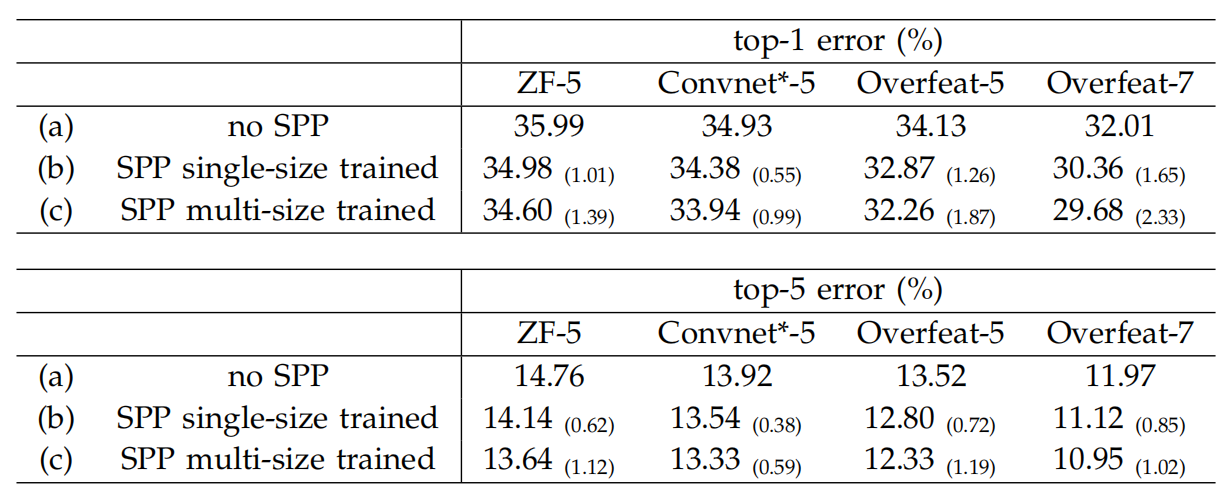 top-1 error (%)
ZF-5 Convnet*-5 Overfeat-5 Overfeat-7
(a) no SPP 35.99 34.93 34.13 32.01
(b) SPP single-size trained 34.98 (1.01) 34.38 (0.55) 32.87 (1.26) 30.36 (1.65)
(c) SPP multi-size trained 34.60 (1.39) 33.94 (0.99) 32.26 (1.87) 29.68 (2.33)
top-5 error (%)
ZF-5 Convnet*-5 Overfeat-5 Overfeat-7
(a) no SPP 14.76 13.92 13.52 11.97
(b) SPP single-size trained 14.14 (0.62) 13.54 (0.38) 12.80 (0.72) 11.12 (0.85)
(c) SPP multi-size trained 13.64 (1.12) 13.33 (0.59) 12.33 (1.19) 10.95 (1.02)